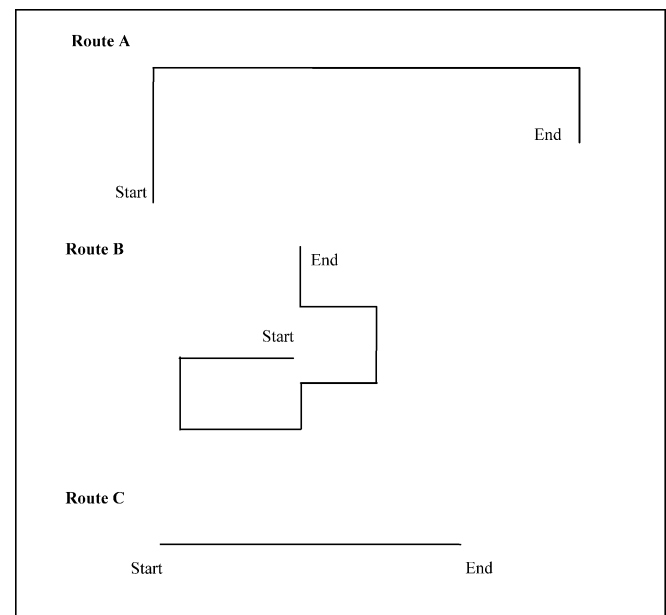 Route A
End
Start
Route B
End
Start
Route C
Start End